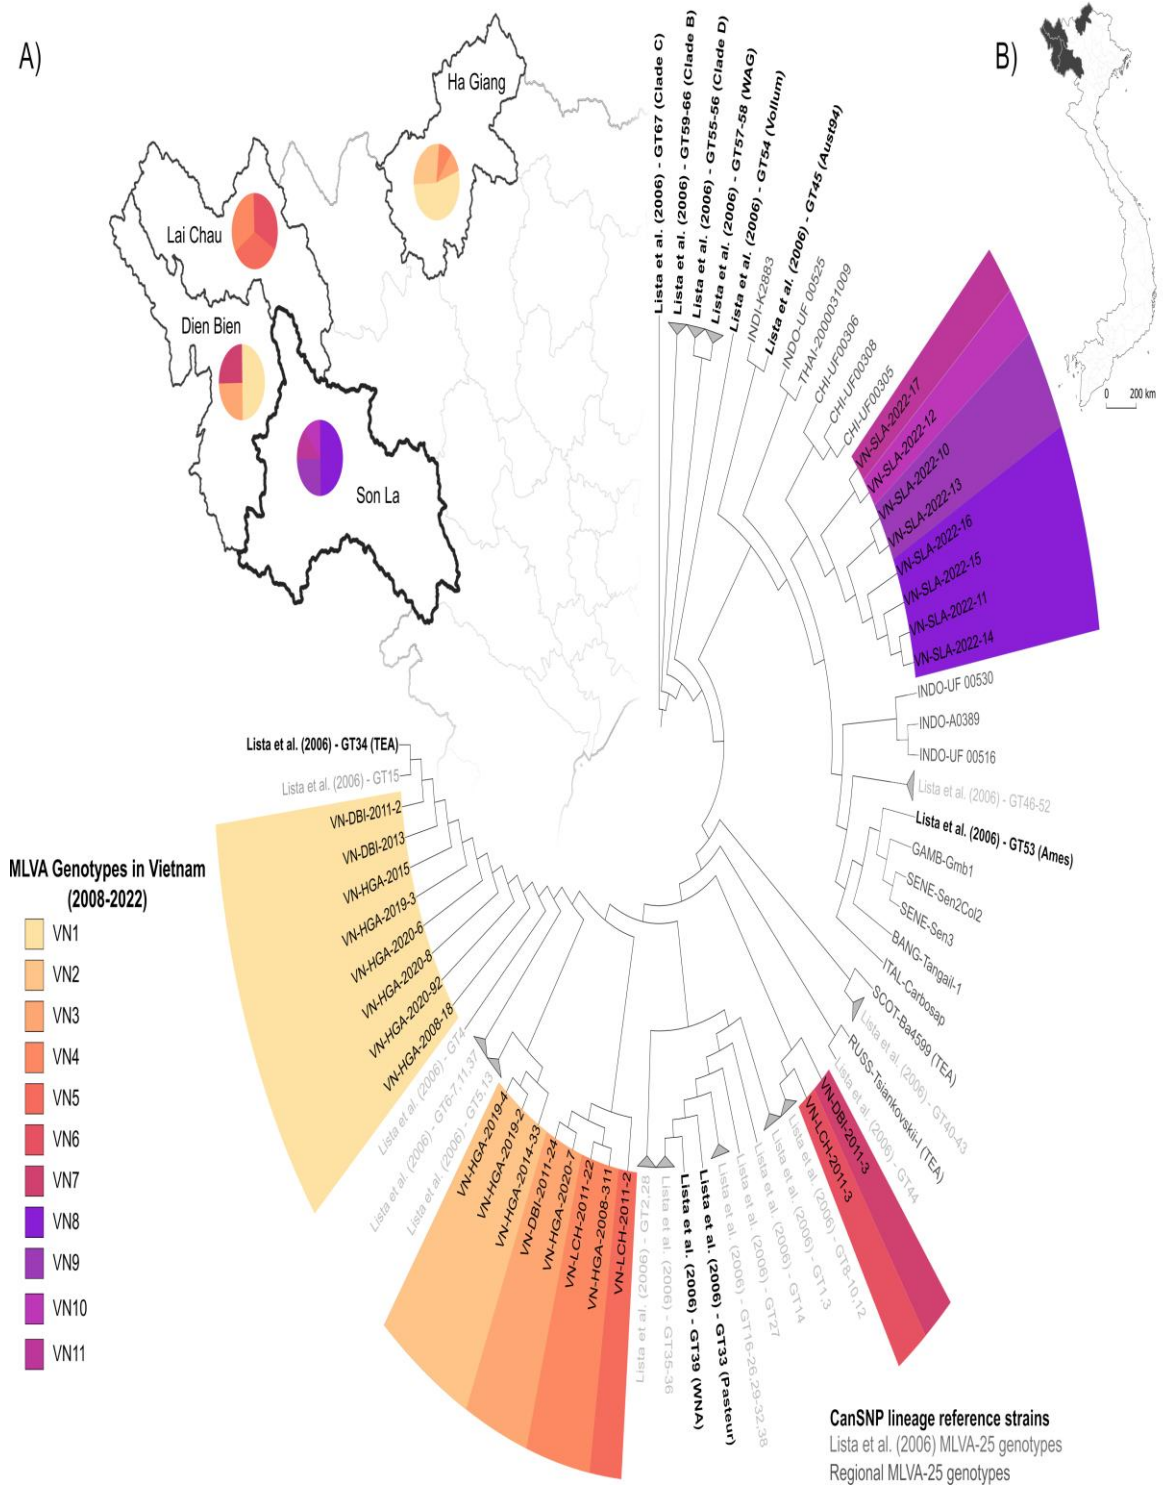 A)
B)
Ha Giang
Lai Chau
Dien Bien
Son La
0 200 km
Lista et al. (2006) - GT67 (Clade C)
Lista et al. (2006) - GT59-66 (Clade B)
Lista et al. (2006) - GT55-56 (Clade D)
Lista et al. (2006) - GT57-58 (WAG)
Lista et al. (2006) - GT54 (Vollum)
INDI-K2883
Lista et al. (2006) - GT45 (Aust94)
INDO-UF 00525
THAI-2000031009
CHI-UF00306
CHI-UF00308
CHI-UF00305
VN-SLA-2022-17
VN-SLA-2022-12
VN-SLA-2022-10
VN-SLA-2022-13
VN-SLA-2022-16
VN-SLA-2022-15
VN-SLA-2022-11
VN-SLA-2022-14
INDO-UF 00530
INDO-A0389
INDO-UF 00516
Lista et al. (2006) - GT46-52
Lista et al. (2006) - GT53 (Ames)
GAMB-Gmb1
SENE-Sen2Col2
SENE-Sen3
BANG-Tangail-1
ITAL-Carbosap
SCOT-Ba4599 (TEA)
Lista et al. (2006) - GT40-43
RUSS-Tsiankovskii-I (TEA)
Lista et al. (2006) - GT44
VN-DBI-2011-3
VN-LCH-2011-3
Lista et al. (2006) - GT8-10,12
Lista et al. (2006) - GT1,3
Lista et al. (2006) - GT14
Lista et al. (2006) - GT27
Lista et al. (2006) - GT16-26,29-32,38
Lista et al. (2006) - GT33 (Pasteur)
Lista et al. (2006) - GT39 (WNA)
Lista et al. (2006) - GT35-36
Lista et al. (2006) - GT2,28
VN-LCH-2011-2
VN-HGA-2008-311
VN-LCH-2011-22
VN-HGA-2020-7
VN-DBI-2011-24
VN-HGA-2014-33
VN-HGA-2019-2
VN-HGA-2019-4
Lista et al. (2006) - GT5,13
Lista et al. (2006) - GT6-7,11,37
Lista et al. (2006) - GT4
VN-HGA-2008-18
VN-HGA-2020-92
VN-HGA-2020-8
VN-HGA-2020-6
VN-HGA-2019-3
VN-HGA-2015
VN-DBI-2013
VN-DBI-2011-2
Lista et al. (2006) - GT15
Lista et al. (2006) - GT34 (TEA)
MLVA Genotypes in Vietnam
(2008-2022)
VN1
VN2
VN3
VN4
VN5
VN6
VN7
VN8
VN9
VN10
VN11
CanSNP lineage reference strains
Lista et al. (2006) MLVA-25 genotypes
Regional MLVA-25 genotypes